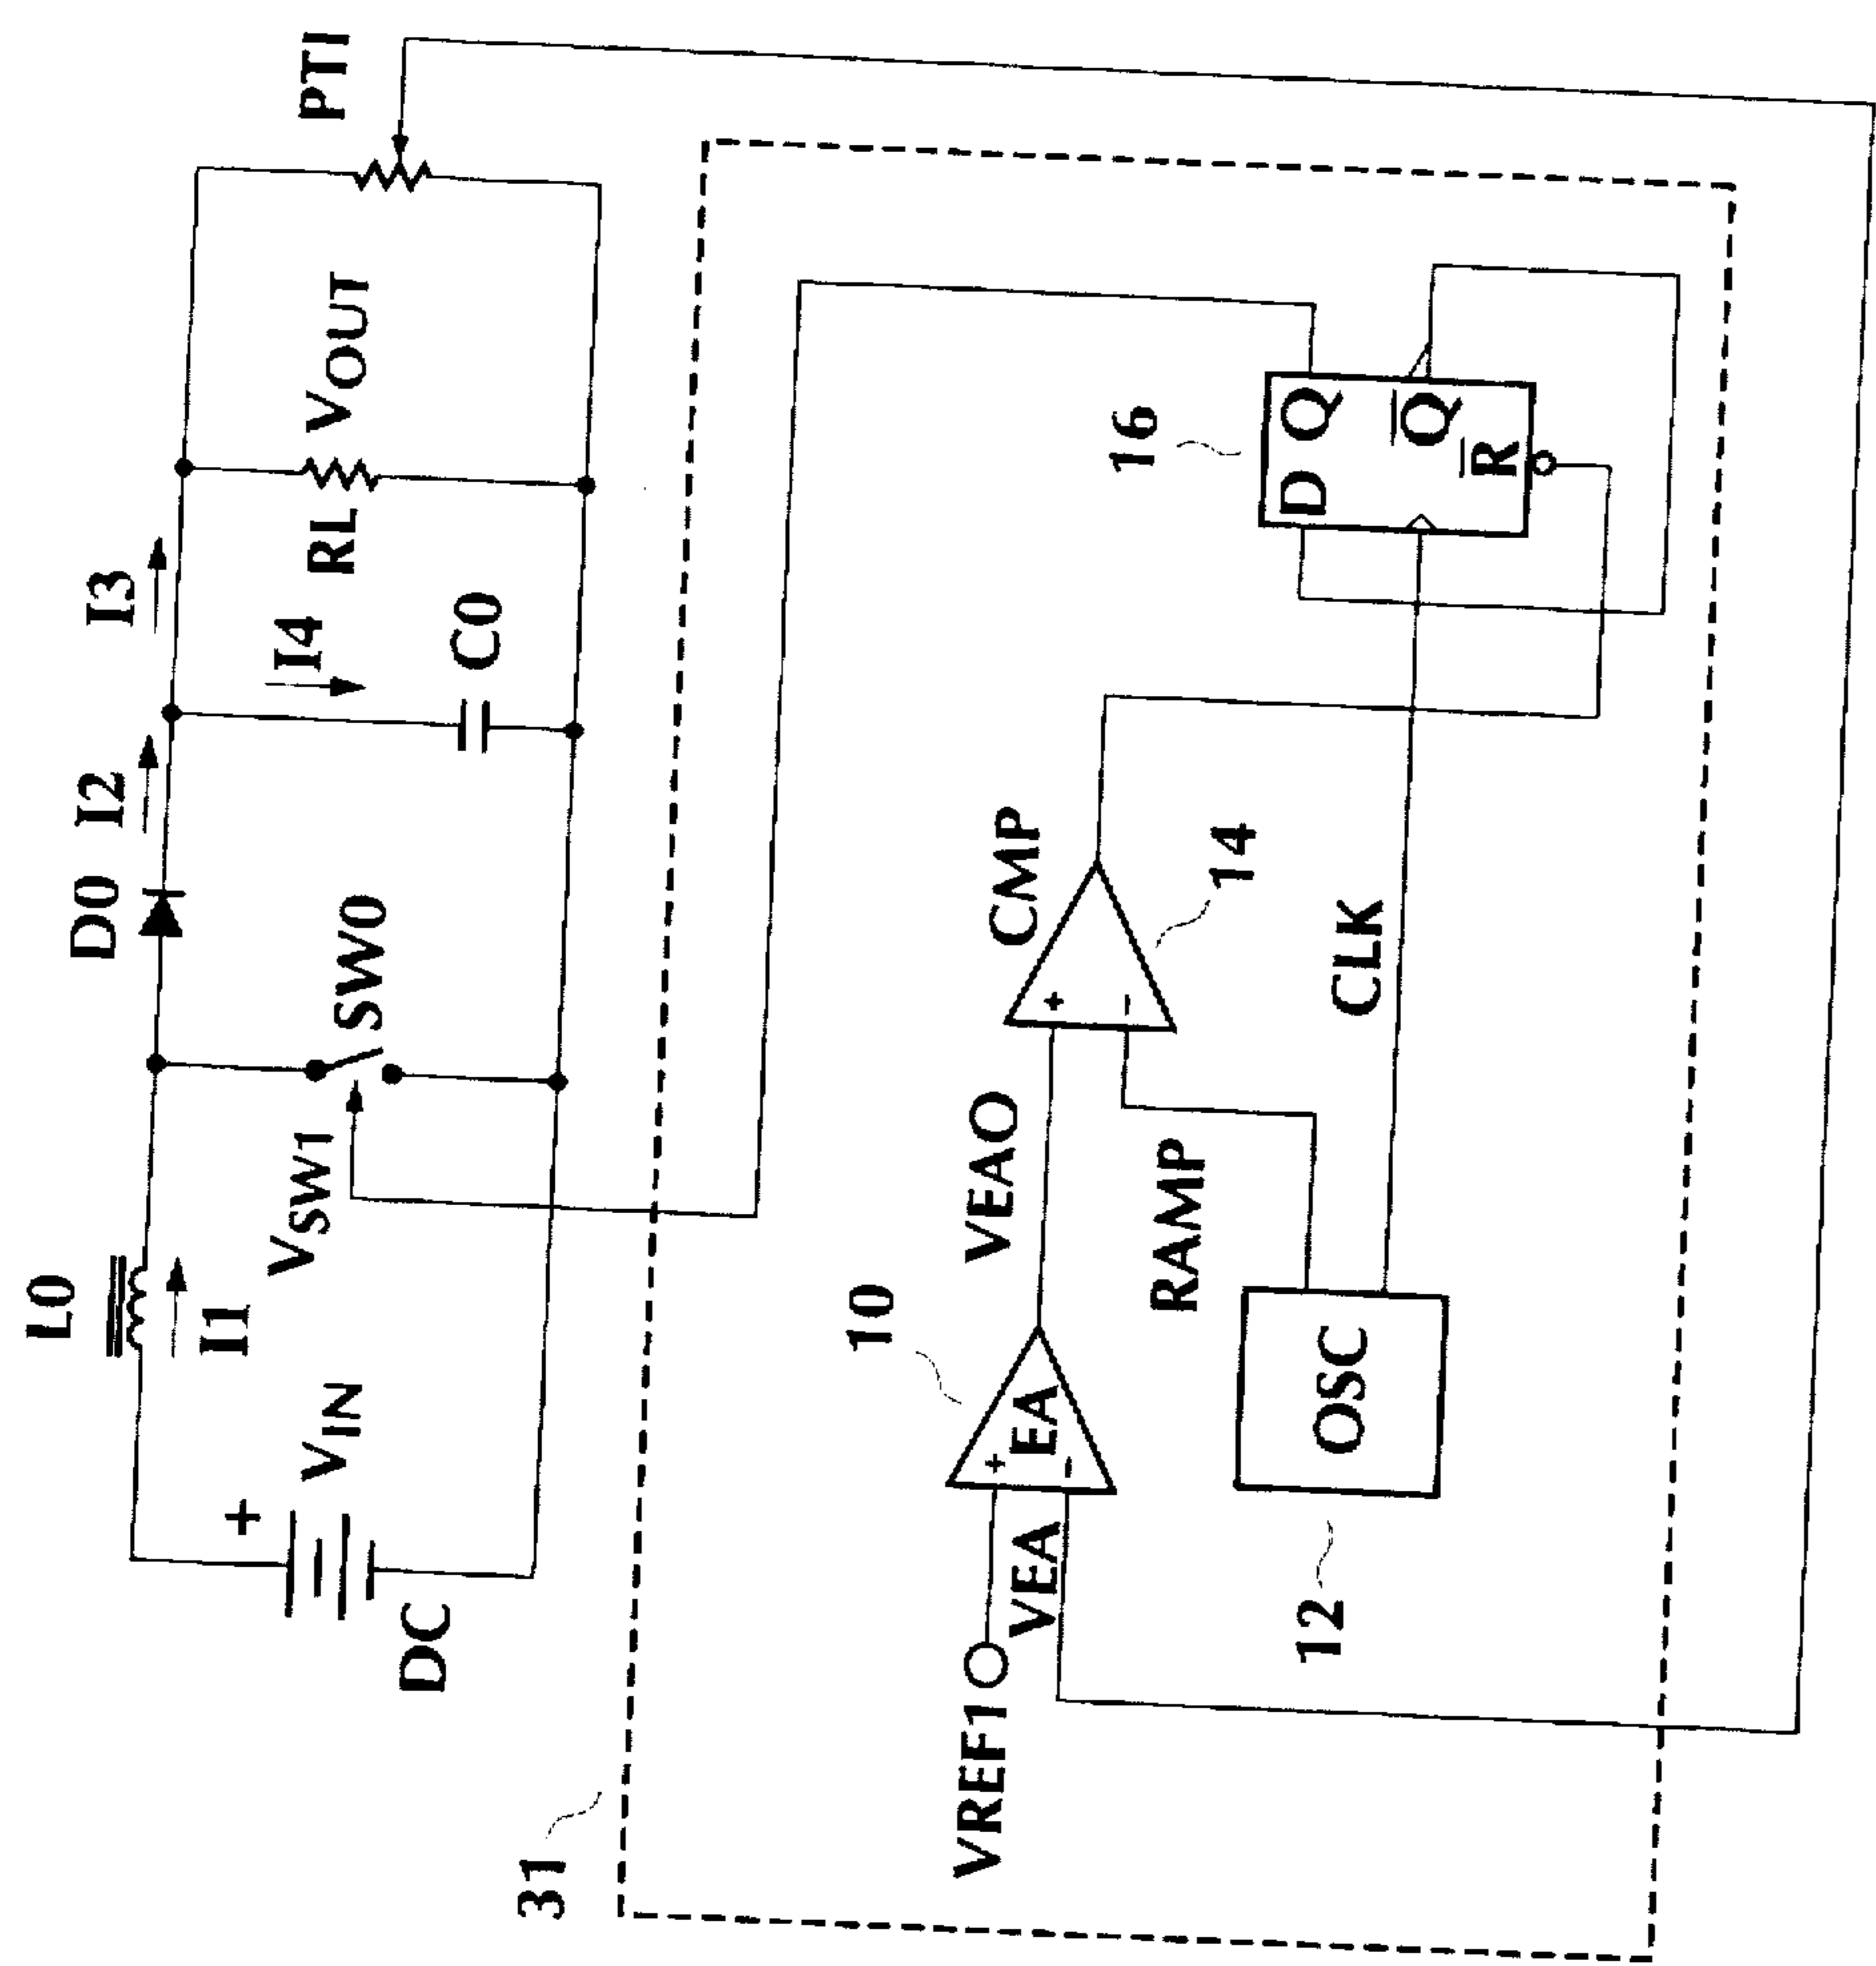 L0
I1
D0
I2
I3
PT1
+
VIN
DC
VSW1
SW0
I4
C0
RL
VOUT
31
10
VREF1
VEA
+
EA
−
VEAO
CMP
+
−
14
RAMP
12
OSC
CLK
16
D
Q
Q
R